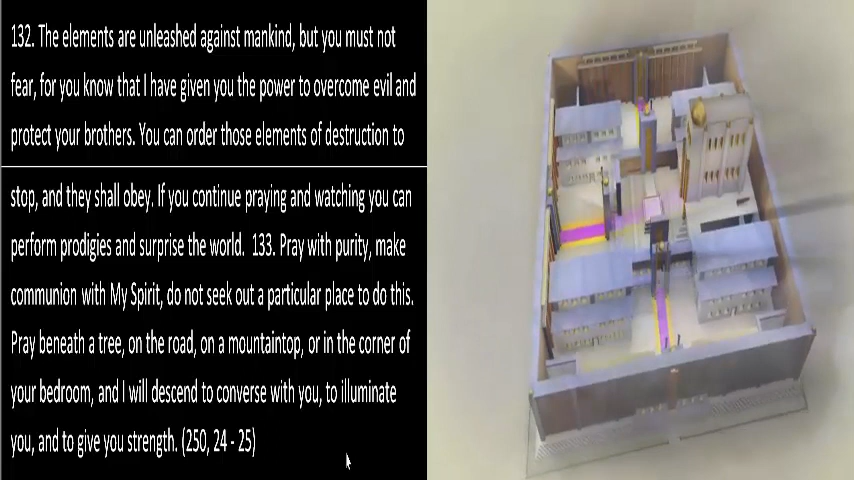 132. The elements are unleashed against mankind, but you must not
fear, for you know that I have given you the power to overcome evil and
protect your brothers. You can order those elements of destruction to
stop, and they shall obey. If you continue praying and watching you can
perform prodigies and surprise the world.  133. Pray with purity, make
communion with My Spirit, do not seek out a particular place to do this.
Pray beneath a tree, on the road, on a mountaintop, or in the corner of
your bedroom, and I will descend to converse with you, to illuminate
you, and to give you strength. (250, 24 - 25)